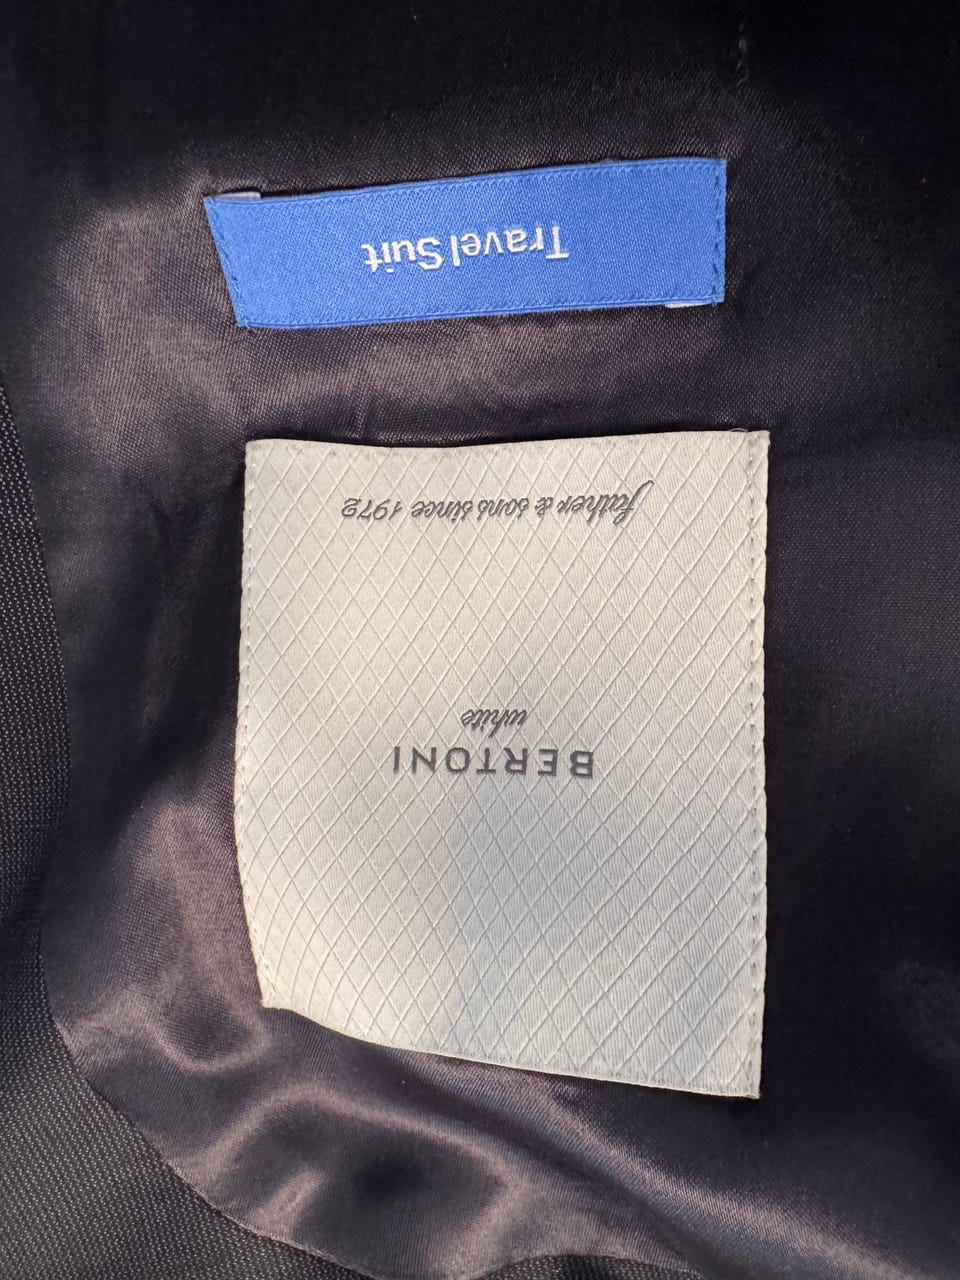 BERTONI
white
father & sons since 1972
Travel Suit